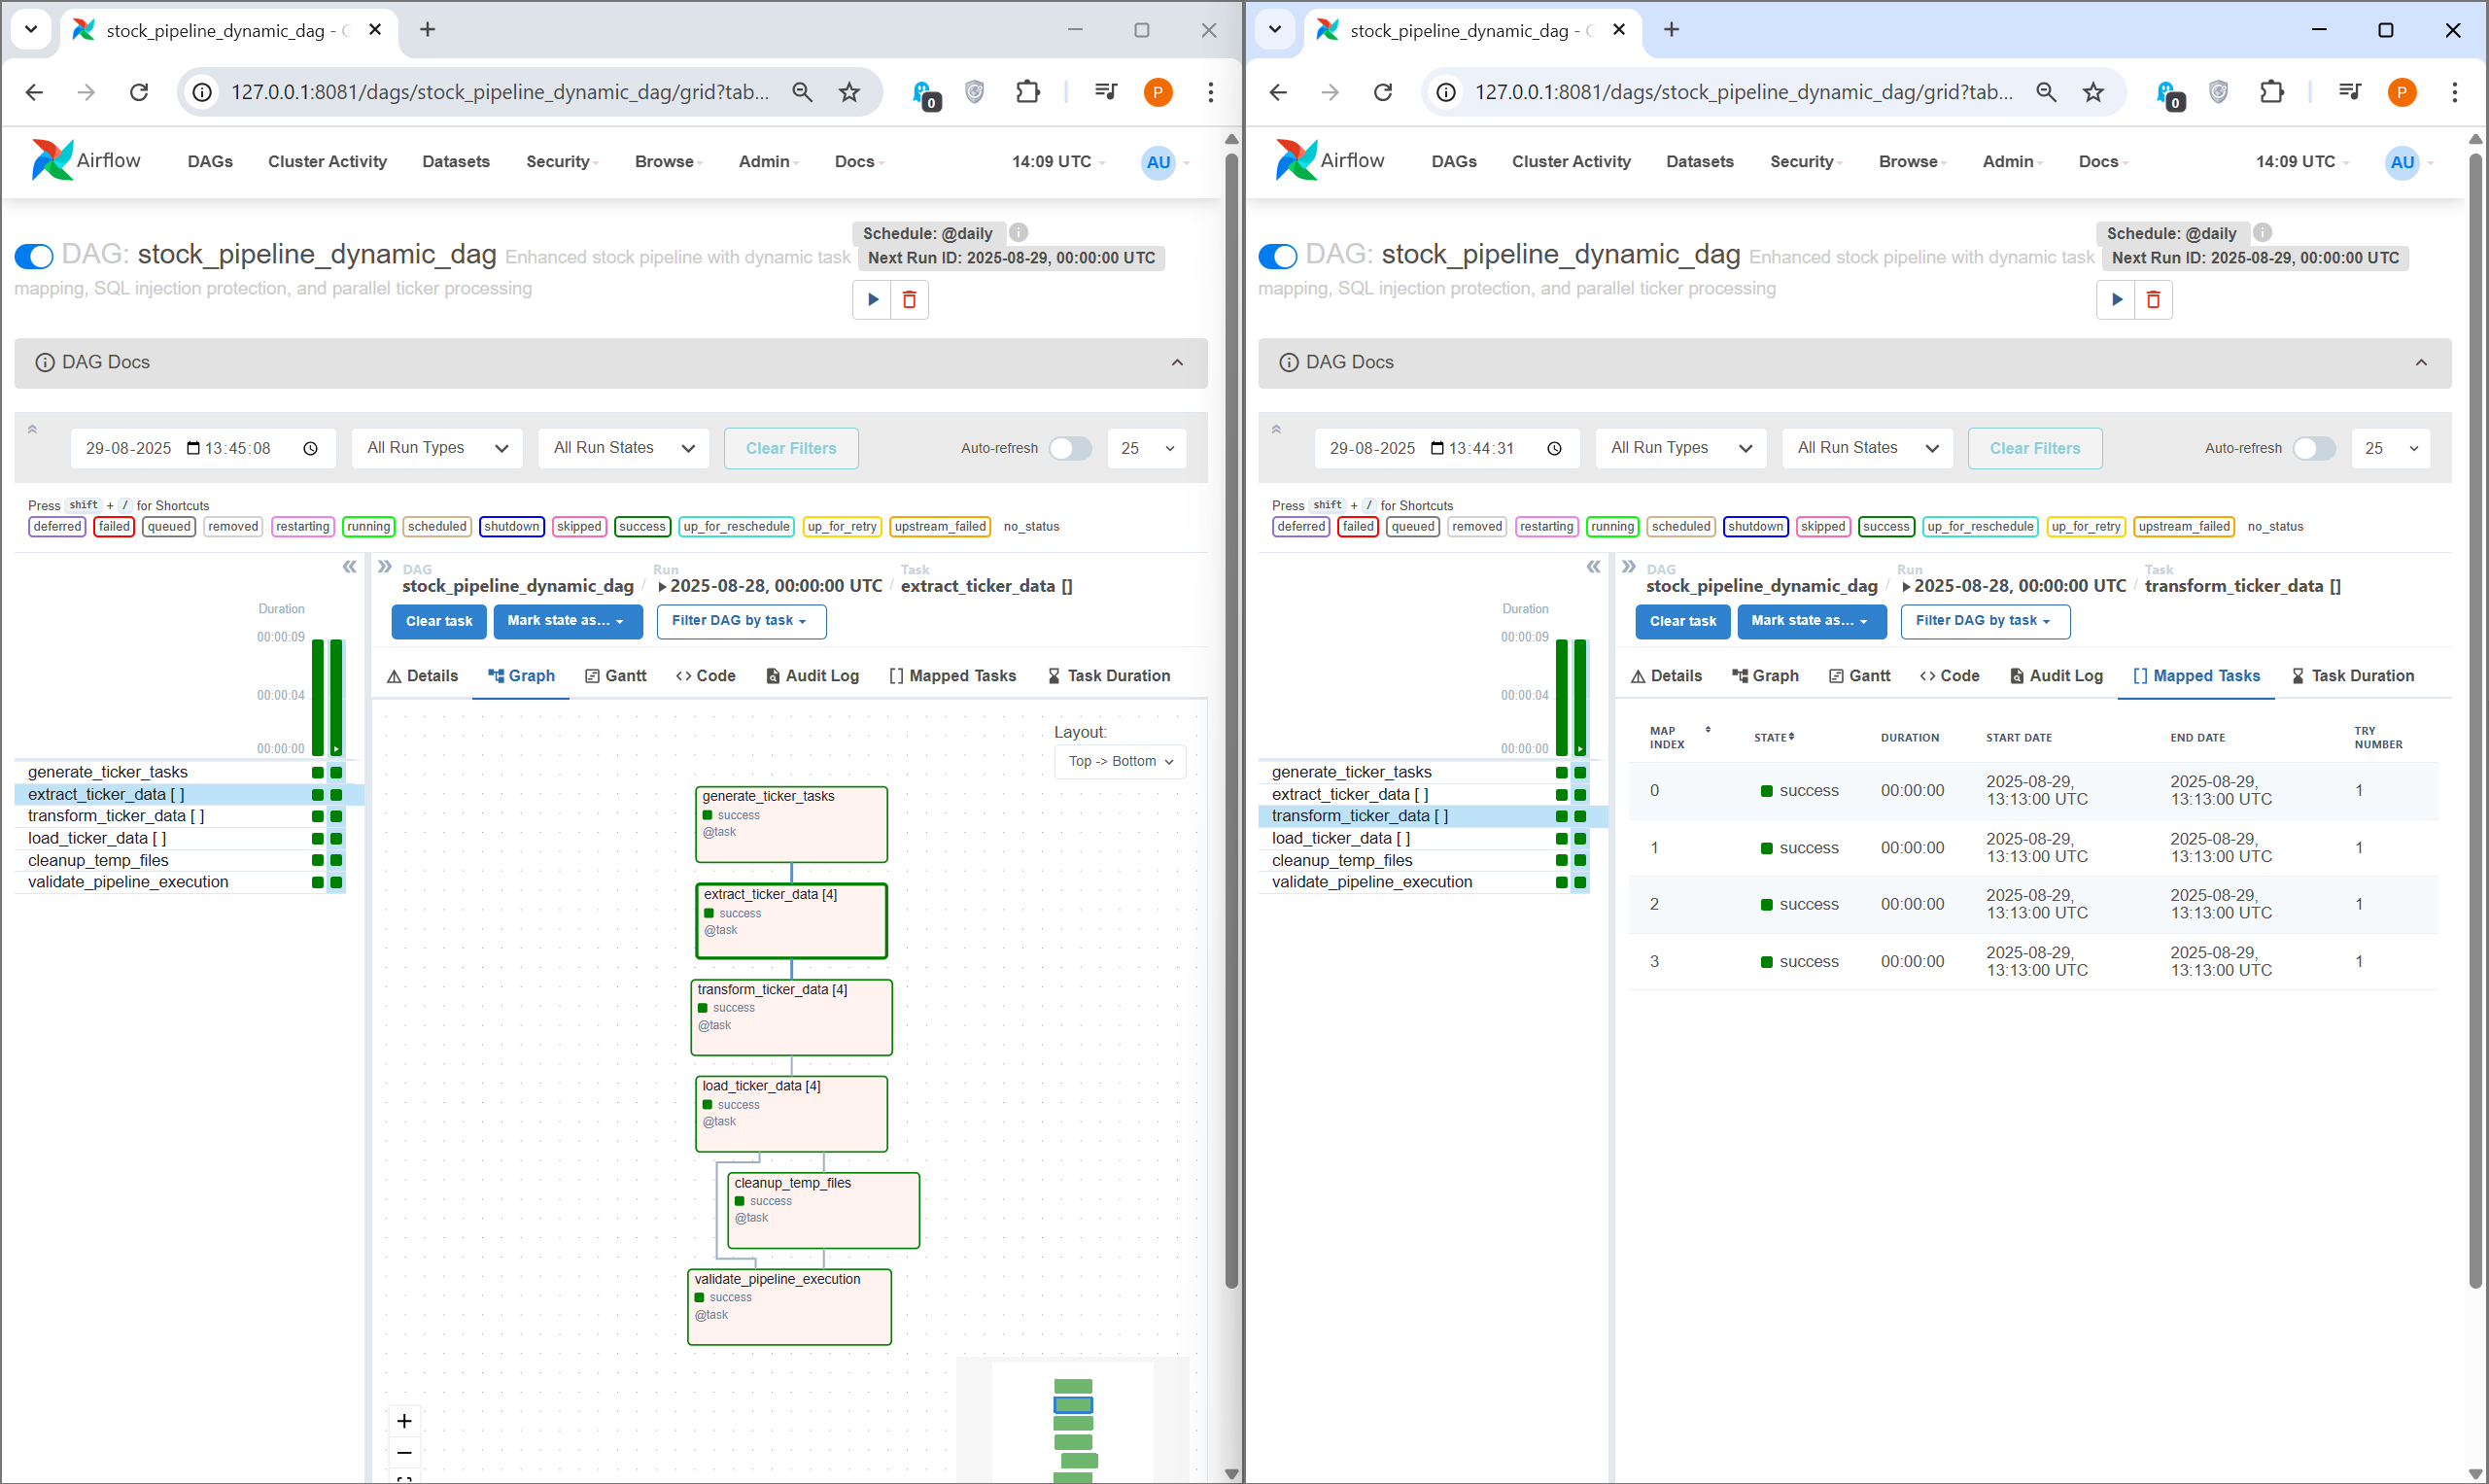 stock_pipeline_dynamic_dag -
127.0.0.1:8081/dags/stock_pipeline_dynamic_dag/grid?tab...
0
P
Airflow DAGs Cluster Activity Datasets Security Browse Admin Docs 14:09 UTC AU
DAG: stock_pipeline_dynamic_dag Enhanced stock pipeline with dynamic task
mapping, SQL injection protection, and parallel ticker processing
Schedule: @daily
Next Run ID: 2025-08-29, 00:00:00 UTC
DAG Docs
29-08-2025 13:45:08 All Run Types All Run States Clear Filters Auto-refresh 25
Press shift + / for Shortcuts
deferred failed queued removed restarting running scheduled shutdown skipped success up_for_reschedule up_for_retry upstream_failed no_status
DAG Run Task
stock_pipeline_dynamic_dag / 2025-08-28, 00:00:00 UTC / extract_ticker_data []
Clear task Mark state as... Filter DAG by task
Duration
00:00:09
00:00:04
00:00:00
generate_ticker_tasks
extract_ticker_data [ ]
transform_ticker_data [ ]
load_ticker_data [ ]
cleanup_temp_files
validate_pipeline_execution
Details Graph Gantt Code Audit Log Mapped Tasks Task Duration
Layout:
Top -> Bottom
generate_ticker_tasks
success
@task
extract_ticker_data [4]
success
@task
transform_ticker_data [4]
success
@task
load_ticker_data [4]
success
@task
cleanup_temp_files
success
@task
validate_pipeline_execution
success
@task
stock_pipeline_dynamic_dag -
127.0.0.1:8081/dags/stock_pipeline_dynamic_dag/grid?tab...
0
P
Airflow DAGs Cluster Activity Datasets Security Browse Admin Docs 14:09 UTC AU
DAG: stock_pipeline_dynamic_dag Enhanced stock pipeline with dynamic task
mapping, SQL injection protection, and parallel ticker processing
Schedule: @daily
Next Run ID: 2025-08-29, 00:00:00 UTC
DAG Docs
29-08-2025 13:44:31 All Run Types All Run States Clear Filters Auto-refresh 25
Press shift + / for Shortcuts
deferred failed queued removed restarting running scheduled shutdown skipped success up_for_reschedule up_for_retry upstream_failed no_status
DAG Run Task
stock_pipeline_dynamic_dag / 2025-08-28, 00:00:00 UTC / transform_ticker_data []
Clear task Mark state as... Filter DAG by task
Duration
00:00:09
00:00:04
00:00:00
generate_ticker_tasks
extract_ticker_data [ ]
transform_ticker_data [ ]
load_ticker_data [ ]
cleanup_temp_files
validate_pipeline_execution
Details Graph Gantt Code Audit Log Mapped Tasks Task Duration
MAP INDEX STATE DURATION START DATE END DATE TRY NUMBER
0 success 00:00:00 2025-08-29, 13:13:00 UTC 2025-08-29, 13:13:00 UTC 1
1 success 00:00:00 2025-08-29, 13:13:00 UTC 2025-08-29, 13:13:00 UTC 1
2 success 00:00:00 2025-08-29, 13:13:00 UTC 2025-08-29, 13:13:00 UTC 1
3 success 00:00:00 2025-08-29, 13:13:00 UTC 2025-08-29, 13:13:00 UTC 1